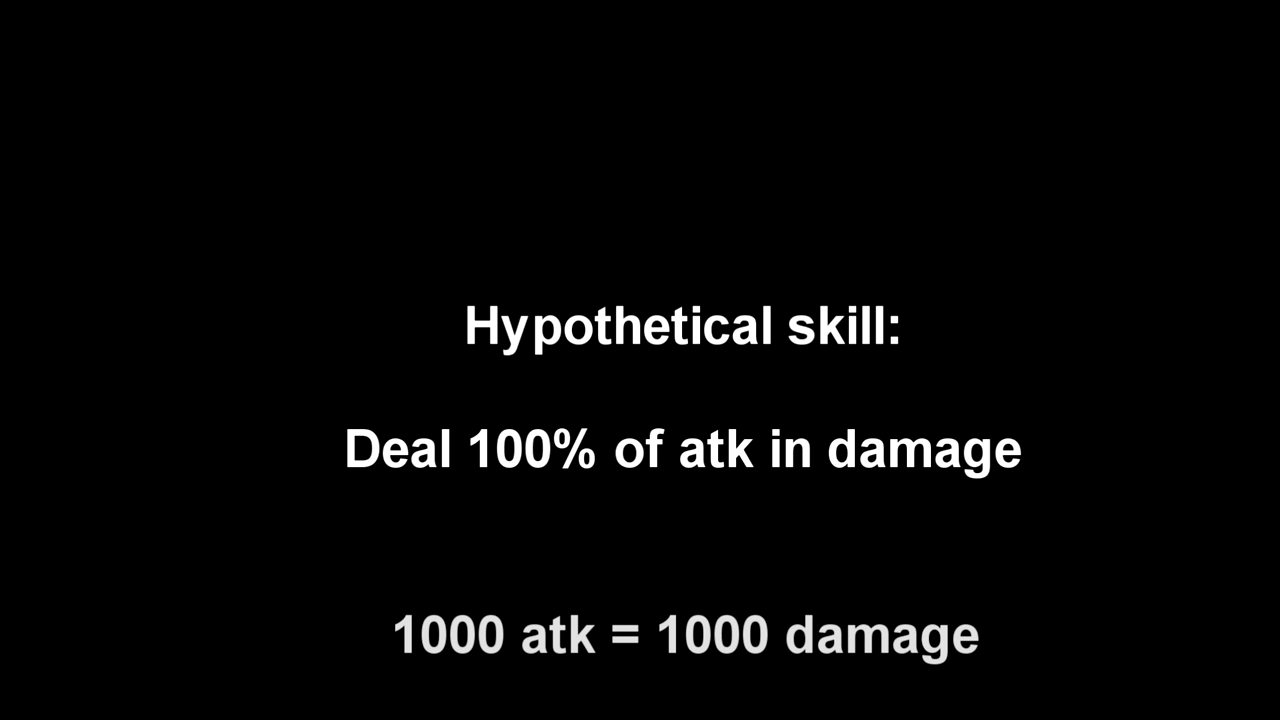 Hypothetical skill:
Deal 100% of atk in damage
1000 atk = 1000 damage